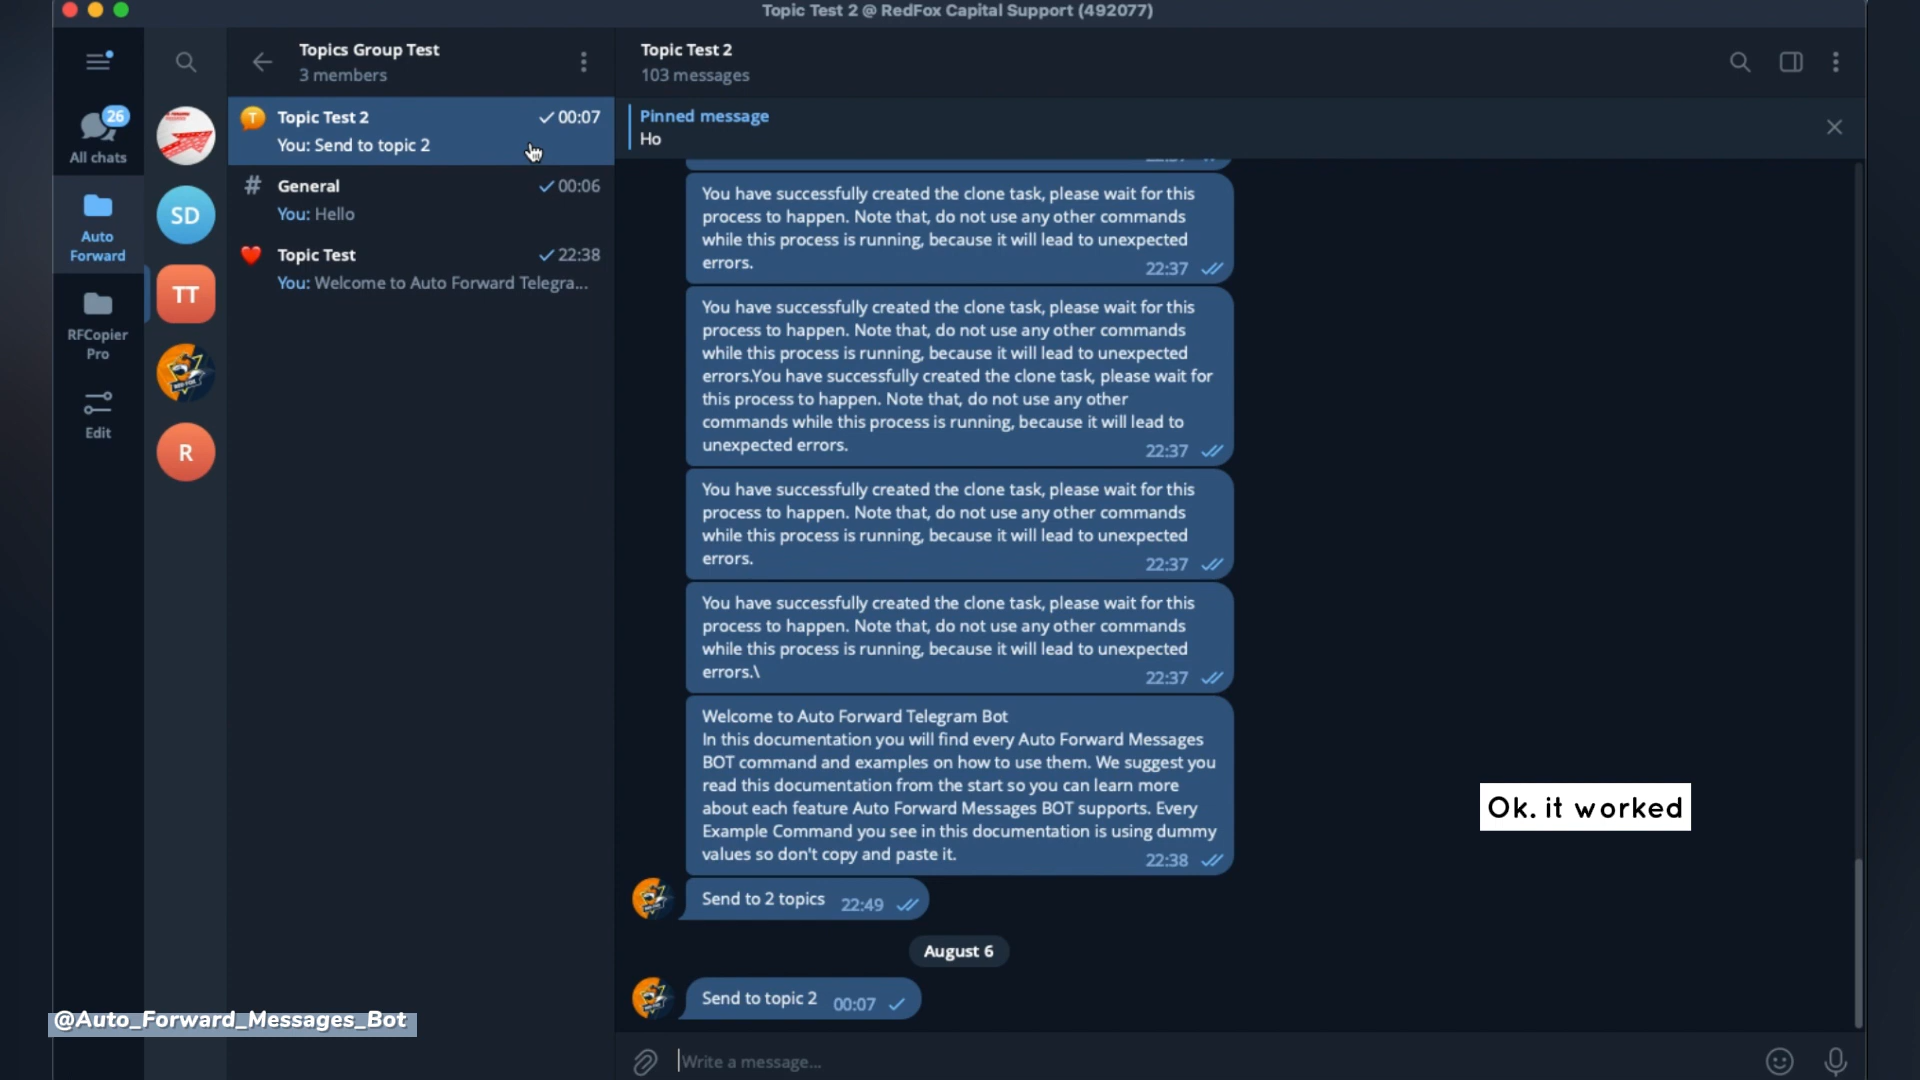 Topic Test 2 @ RedFox Capital Support (492077)
26
All chats
Auto
Forward
RFCopier
Pro
Edit
SD
TT
R
Topics Group Test
3 members
T
Topic Test 2
00:07
You: Send to topic 2
# General
00:06
You: Hello
Topic Test
22:38
You: Welcome to Auto Forward Telegra...
Topic Test 2
103 messages
Pinned message
Ho
You have successfully created the clone task, please wait for this
process to happen. Note that, do not use any other commands
while this process is running, because it will lead to unexpected
errors.
22:37
You have successfully created the clone task, please wait for this
process to happen. Note that, do not use any other commands
while this process is running, because it will lead to unexpected
errors.You have successfully created the clone task, please wait for
this process to happen. Note that, do not use any other
commands while this process is running, because it will lead to
unexpected errors.
22:37
You have successfully created the clone task, please wait for this
process to happen. Note that, do not use any other commands
while this process is running, because it will lead to unexpected
errors.
22:37
You have successfully created the clone task, please wait for this
process to happen. Note that, do not use any other commands
while this process is running, because it will lead to unexpected
errors.\
22:37
Welcome to Auto Forward Telegram Bot
In this documentation you will find every Auto Forward Messages
BOT command and examples on how to use them. We suggest you
read this documentation from the start so you can learn more
about each feature Auto Forward Messages BOT supports. Every
Example Command you see in this documentation is using dummy
values so don't copy and paste it.
22:38
Send to 2 topics 22:49
August 6
Send to topic 2 00:07
Write a message...
Ok. it worked
@Auto_Forward_Messages_Bot